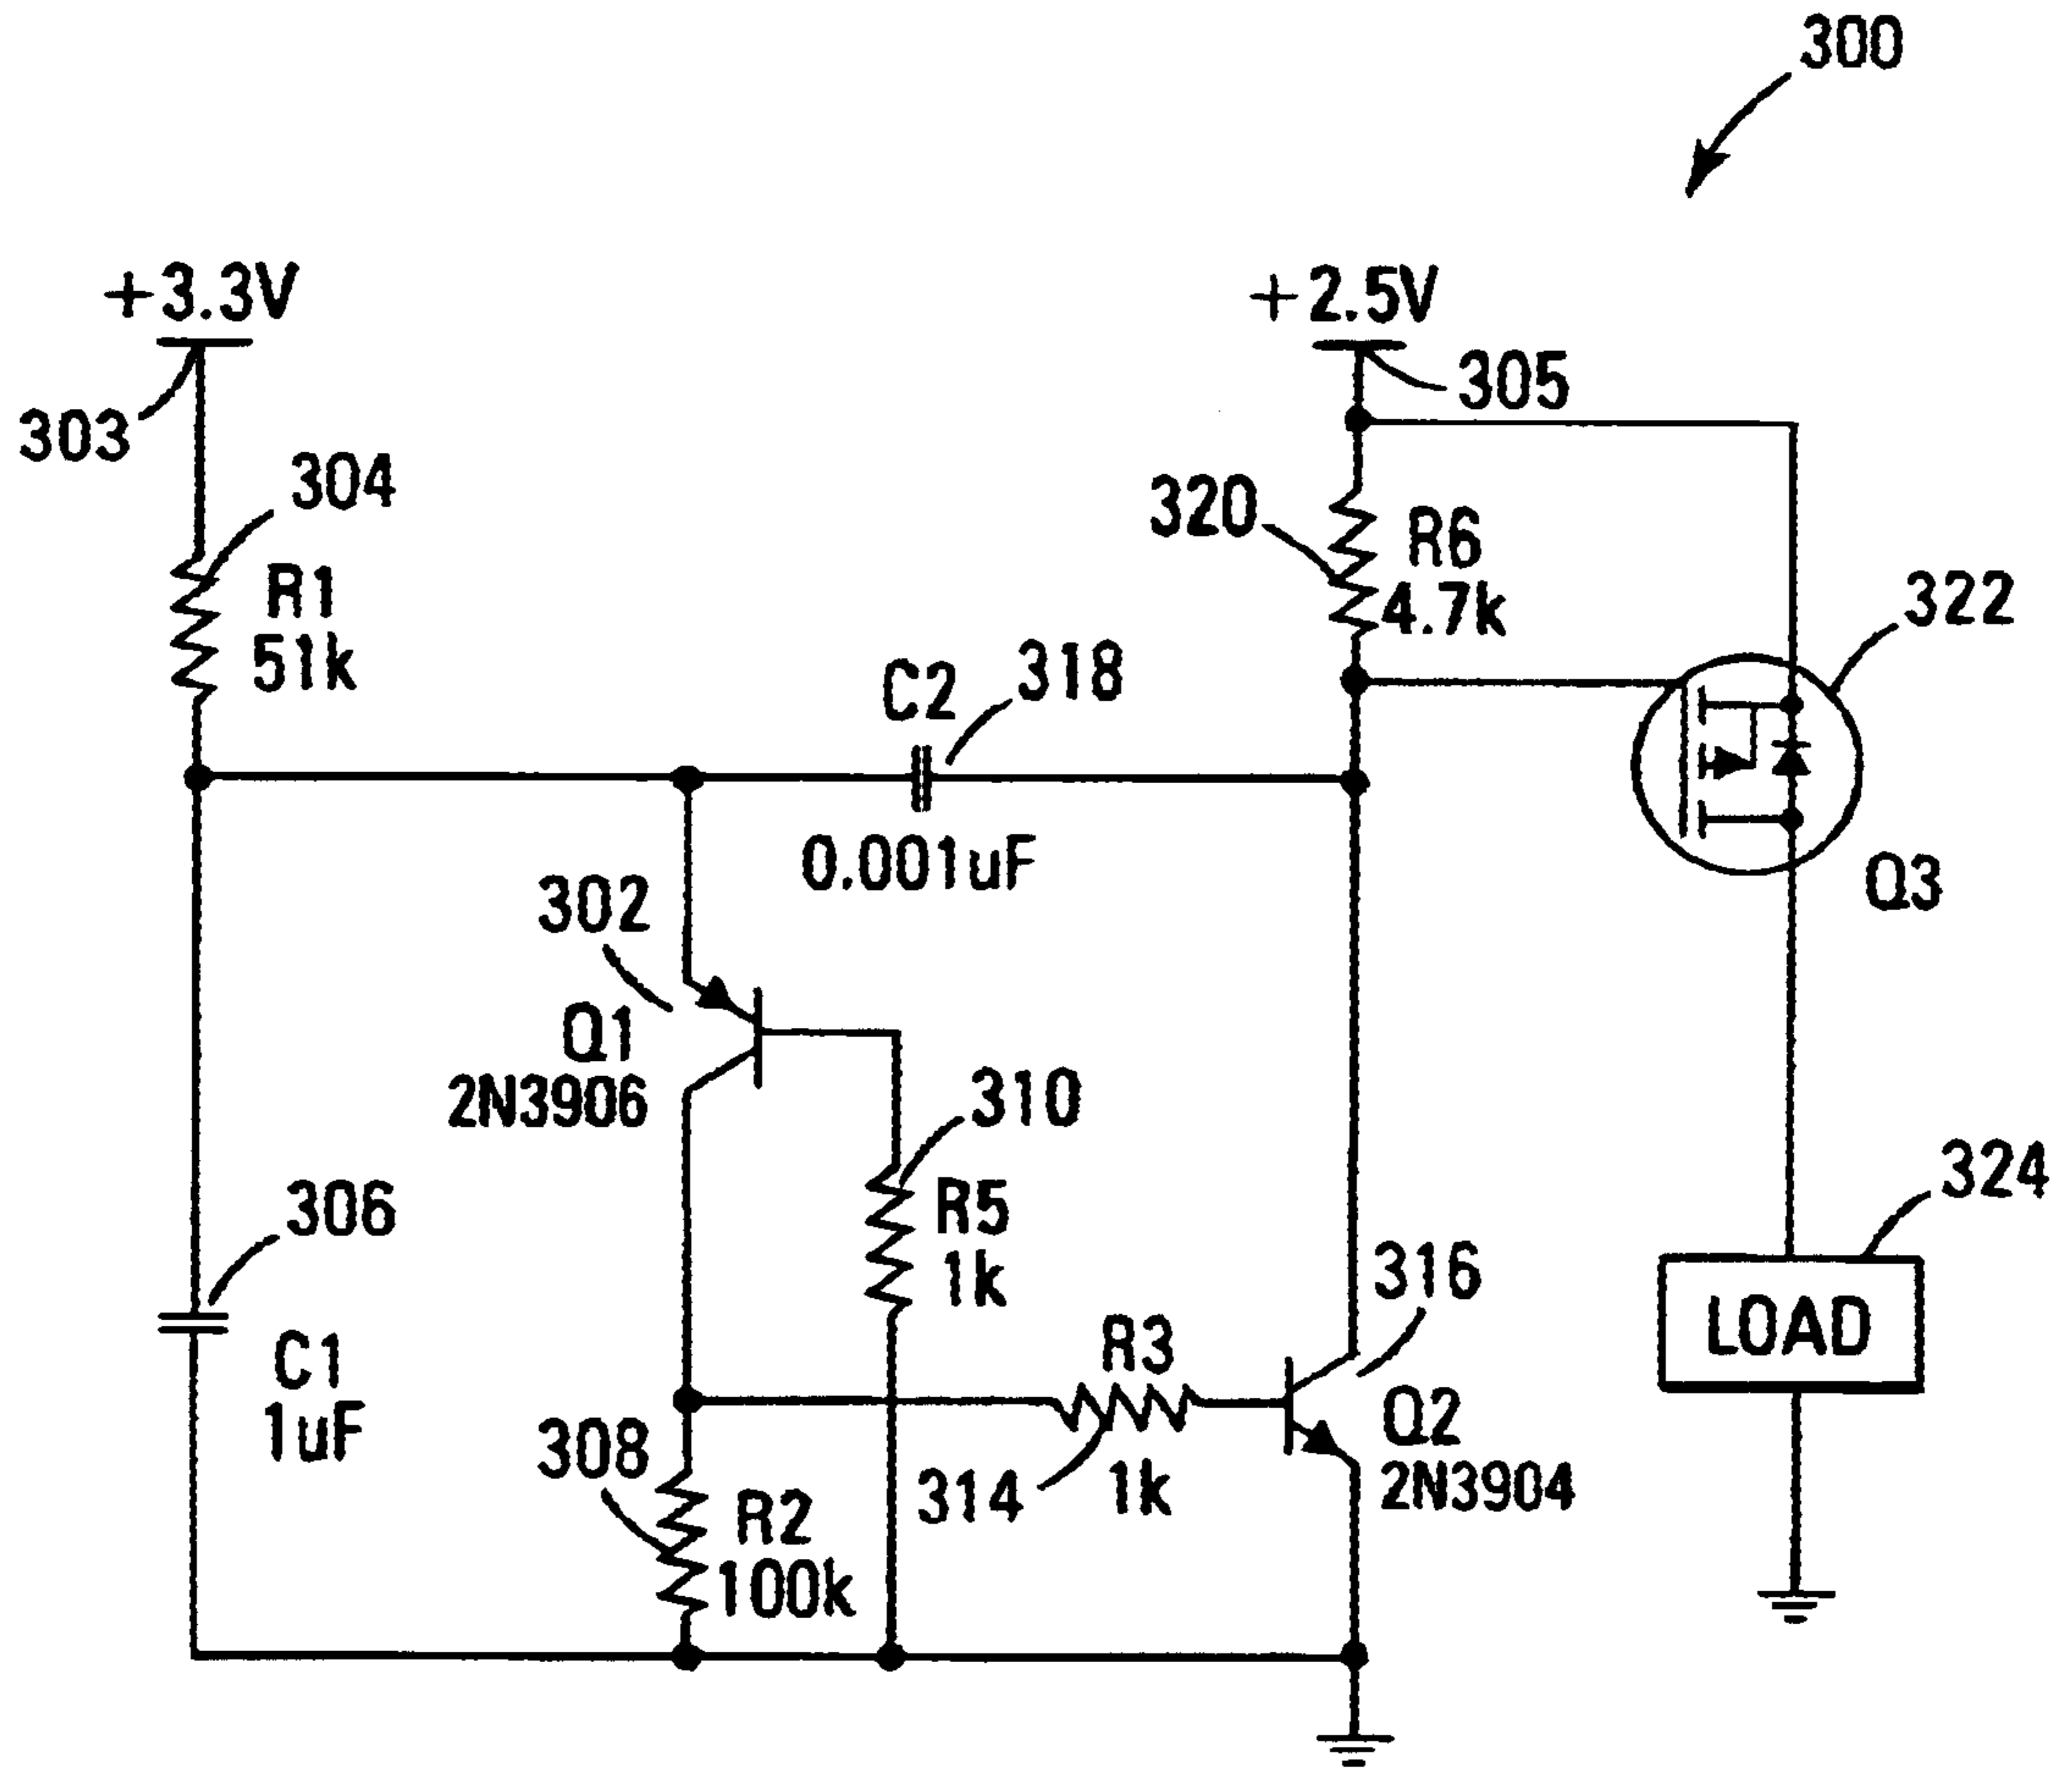 300
+3.3V
+2.5V
303
305
304
R1
51k
320
R6
4.7k
322
C2
318
0.001uF
302
Q1
2N3906
Q3
310
R5
1k
306
C1
1uF
324
LOAD
316
R3
314
1k
Q2
2N3904
308
R2
100k